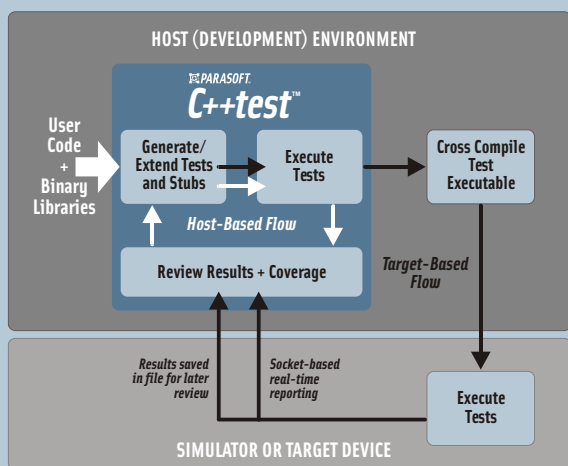 HOST (DEVELOPMENT) ENVIRONMENT
PARASOFT®
C++test™
User
Code
+
Binary
Libraries
Generate/
Extend Tests
and Stubs
Execute
Tests
Cross Compile
Test
Executable
Host-Based Flow
Review Results + Coverage
Target-Based
Flow
Results saved
in file for later
review
Socket-based
real-time
reporting
Execute
Tests
SIMULATOR OR TARGET DEVICE